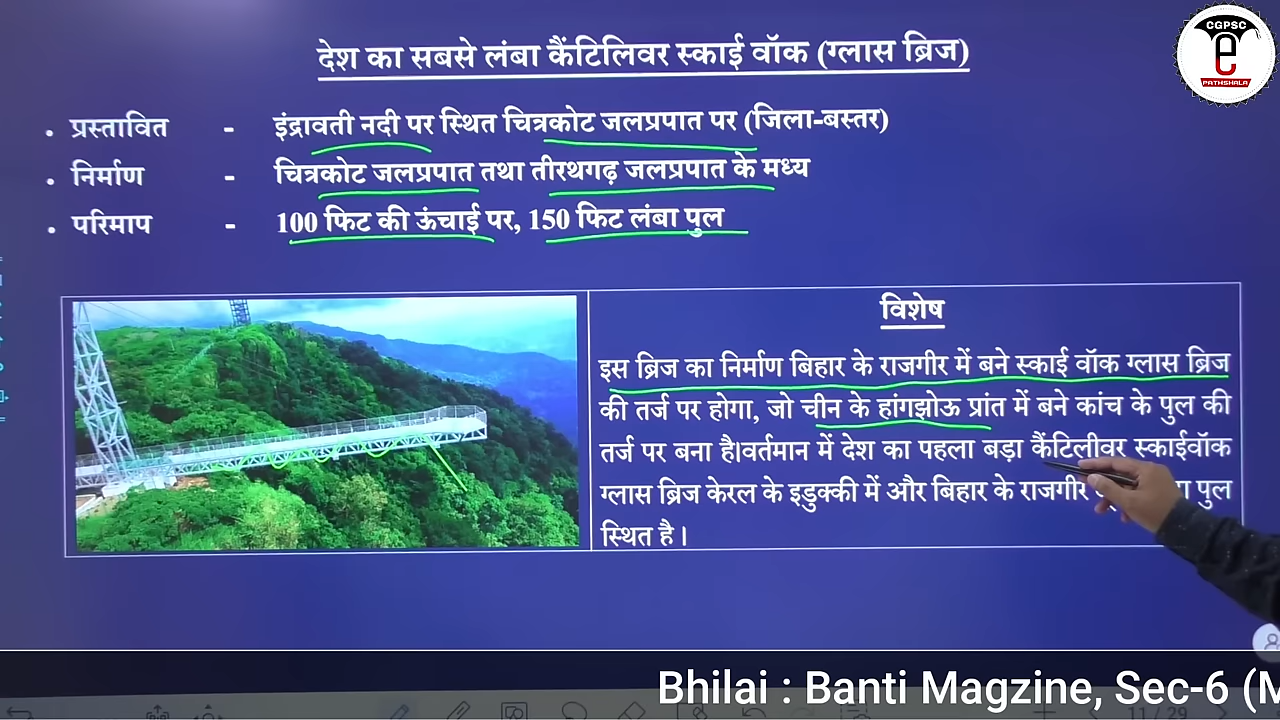 देश का सबसे लंबा कैंटिलिवर स्काई वॉक (ग्लास ब्रिज)
CGPSC
e
PATHSHALA
• प्रस्तावित - इंद्रावती नदी पर स्थित चित्रकोट जलप्रपात पर (जिला-बस्तर)
• निर्माण - चित्रकोट जलप्रपात तथा तीरथगढ़ जलप्रपात के मध्य
• परिमाप - 100 फिट की ऊंचाई पर, 150 फिट लंबा पुल
विशेष
इस ब्रिज का निर्माण बिहार के राजगीर में बने स्काई वॉक ग्लास ब्रिज
की तर्ज पर होगा, जो चीन के हांगझोऊ प्रांत में बने कांच के पुल की
तर्ज पर बना है।वर्तमान में देश का पहला बड़ा कैंटिलीवर स्काईवॉक
ग्लास ब्रिज केरल के इडुक्की में और बिहार के राजगीर पुल
स्थित है।
Bhilai : Banti Magzine, Sec-6 (M
11 / 29